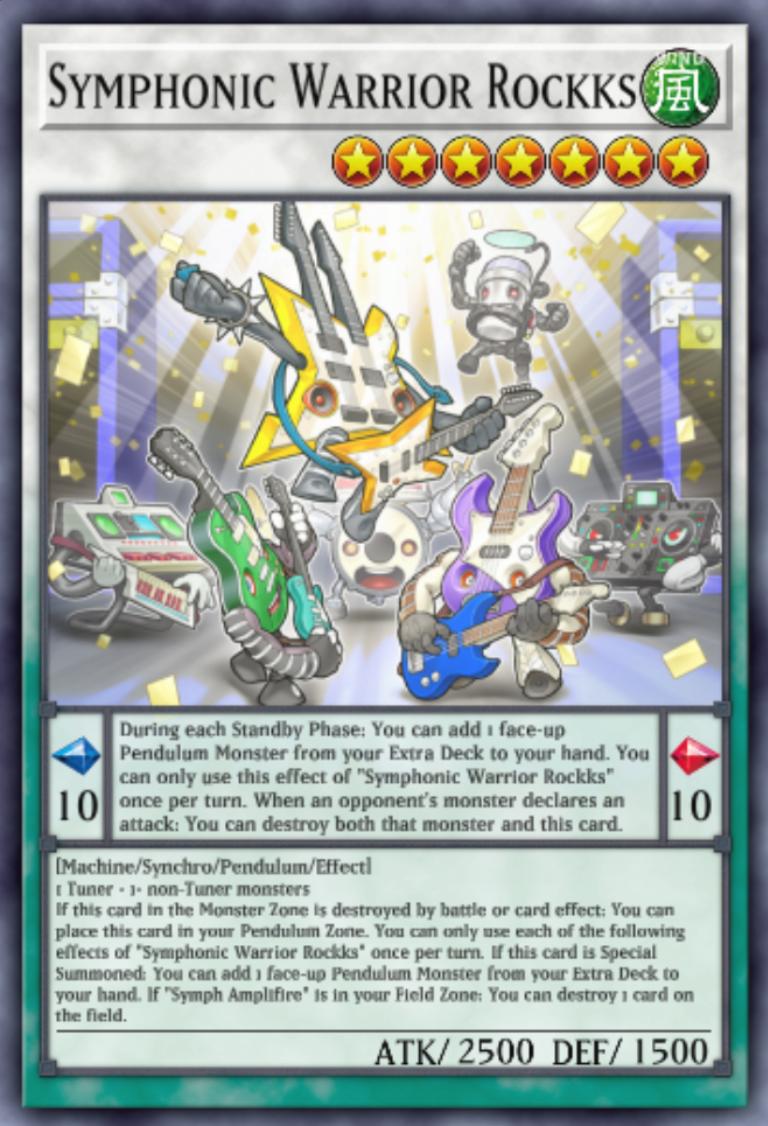 SYMPHONIC WARRIOR ROCKKS
WIND
風
During each Standby Phase: You can add 1 face-up
Pendulum Monster from your Extra Deck to your hand. You
can only use this effect of "Symphonic Warrior Rockks"
once per turn. When an opponent's monster declares an
attack: You can destroy both that monster and this card.
10
10
[Machine/Synchro/Pendulum/Effect]
1 Tuner + 1+ non-Tuner monsters
If this card in the Monster Zone is destroyed by battle or card effect: You can
place this card in your Pendulum Zone. You can only use each of the following
effects of "Symphonic Warrior Rockks" once per turn. If this card is Special
Summoned: You can add 1 face-up Pendulum Monster from your Extra Deck to
your hand. If "Symph Amplifire" is in your Field Zone: You can destroy 1 card on
the field.
ATK/ 2500 DEF/ 1500